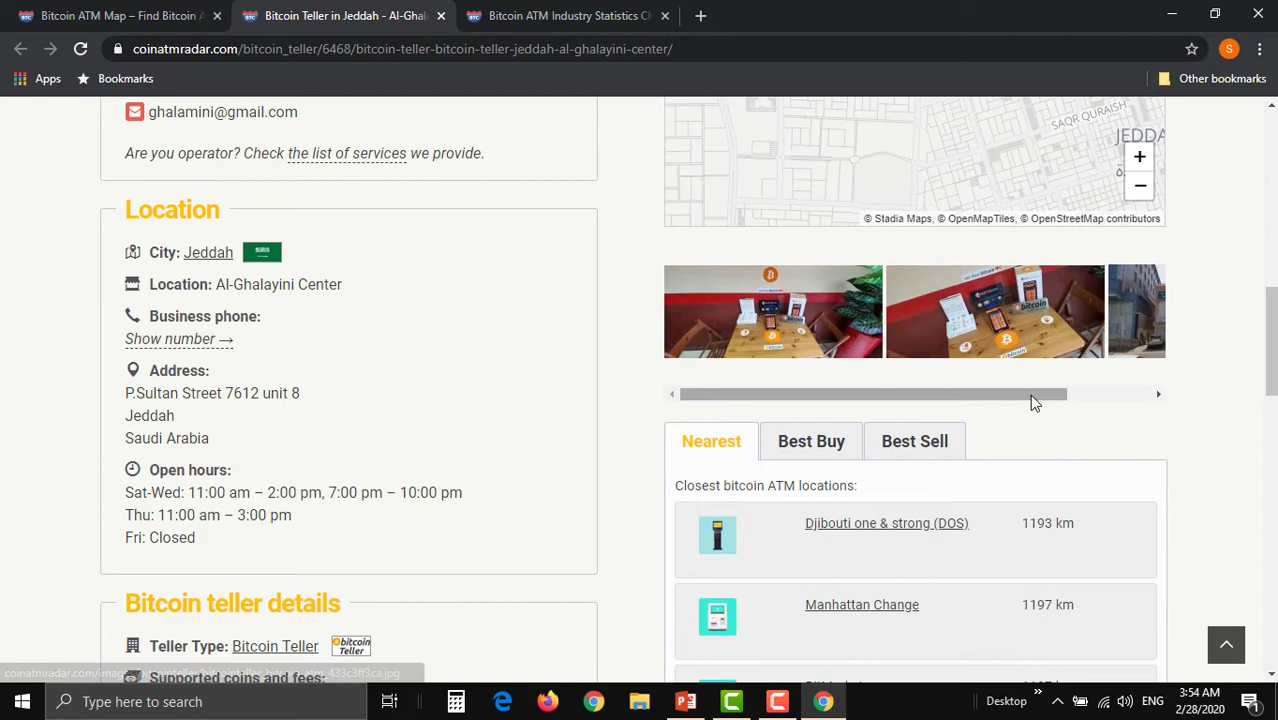 Bitcoin ATM Map – Find Bitcoin A
Bitcoin Teller in Jeddah - Al-Ghal
Bitcoin ATM Industry Statistics Ch
coinatmradar.com/bitcoin_teller/6468/bitcoin-teller-bitcoin-teller-jeddah-al-ghalayini-center/
S
Apps
Bookmarks
Other bookmarks
ghalamini@gmail.com
Are you operator? Check the list of services we provide.
SAQR QURAISH
JEDDA
+
−
© Stadia Maps, © OpenMapTiles, © OpenStreetMap contributors
Location
City: Jeddah
Location: Al-Ghalayini Center
Business phone:
Show number →
Address:
P.Sultan Street 7612 unit 8
Jeddah
Saudi Arabia
Open hours:
Sat-Wed: 11:00 am – 2:00 pm, 7:00 pm – 10:00 pm
Thu: 11:00 am – 3:00 pm
Fri: Closed
Bitcoin teller details
Teller Type: Bitcoin Teller
bitcoin
Teller
Supported coins and fees:
bitcoin
Nearest
Best Buy
Best Sell
Closest bitcoin ATM locations:
Djibouti one & strong (DOS)
1193 km
Manhattan Change
1197 km
Type here to search
Desktop
ENG
3:54 AM
2/28/2020